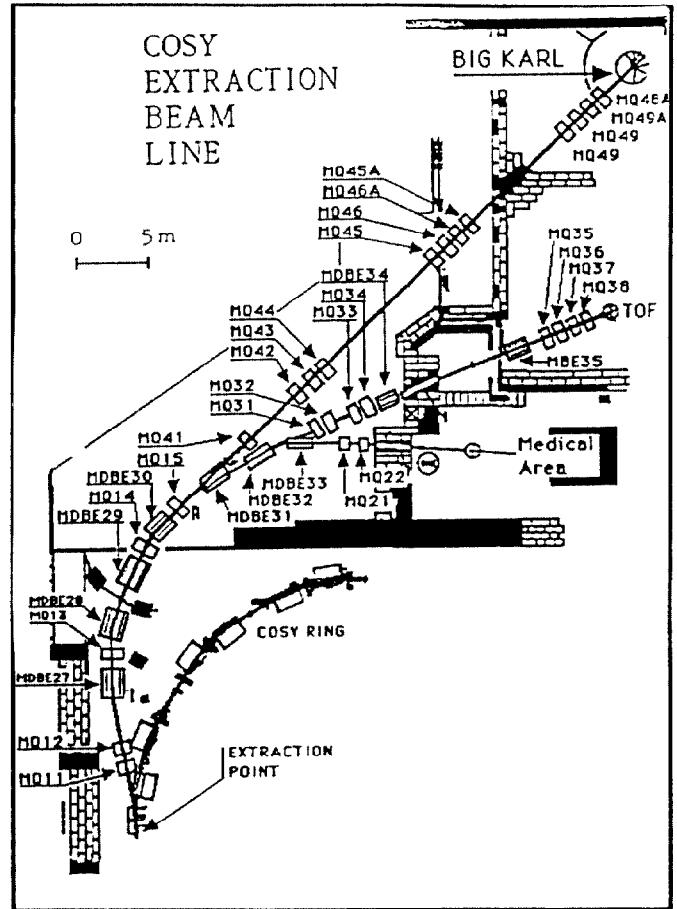 COSY
EXTRACTION
BEAM
LINE
BIG KARL
MQ48A
MQ49A
MQ49
MQ49
MQ45A
MQ46A
MQ46
MQ45
0 5m
MQ35
MQ36
MQ37
MQ38
MDBE34
MQ34
MQ33
TOF
MQ44
MQ43
MQ42
MBE35
MQ32
MQ31
MQ41
MQ15
Medical
Area
MDBE30
MQ14
MDBE29
MQ22
MQ21
MDBE33
MDBE32
MDBE31
MDBE28
MQ13
COSY RING
MDBE27
MQ12
MQ11
EXTRACTION
POINT